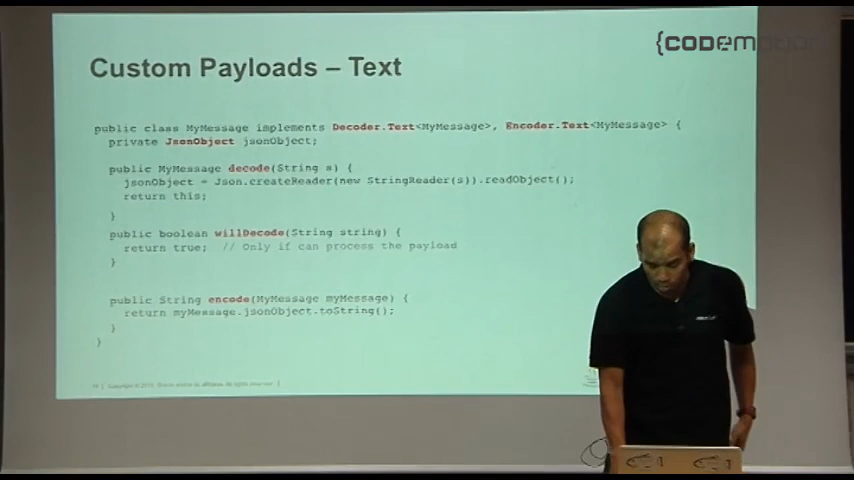 {CODEMOTION
Custom Payloads – Text
public class MyMessage implements Decoder.Text<MyMessage>, Encoder.Text<MyMessage> {
private JsonObject jsonObject;
public MyMessage decode(String s) {
jsonObject = Json.createReader(new StringReader(s)).readObject();
return this;
}
public boolean willDecode(String string) {
return true; // Only if can process the payload
}
public String encode(MyMessage myMessage) {
return myMessage.jsonObject.toString();
}
}